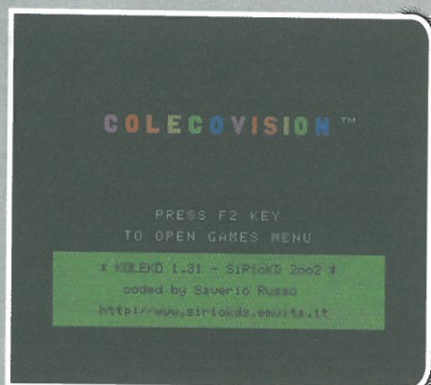 COLECOVISION™
PRESS F2 KEY
TO OPEN GAMES MENU
* KOLEKO 1.31 - SiRioKD 2oo2 *
coded by Saverio Russo
http://www.siriokds.emuita.it